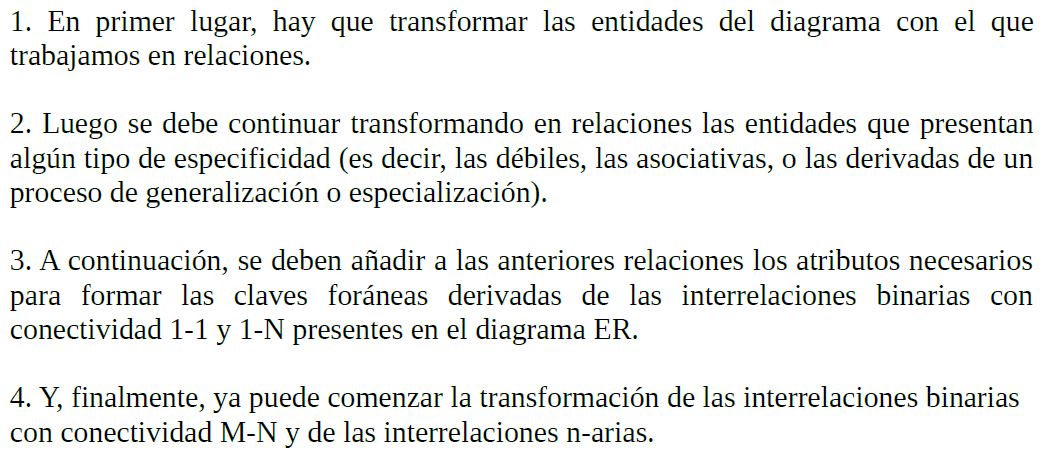 1. En primer lugar, hay que transformar las entidades del diagrama con el que
trabajamos en relaciones.
2. Luego se debe continuar transformando en relaciones las entidades que presentan
algún tipo de especificidad (es decir, las débiles, las asociativas, o las derivadas de un
proceso de generalización o especialización).
3. A continuación, se deben añadir a las anteriores relaciones los atributos necesarios
para formar las claves foráneas derivadas de las interrelaciones binarias con
conectividad 1-1 y 1-N presentes en el diagrama ER.
4. Y, finalmente, ya puede comenzar la transformación de las interrelaciones binarias
con conectividad M-N y de las interrelaciones n-arias.